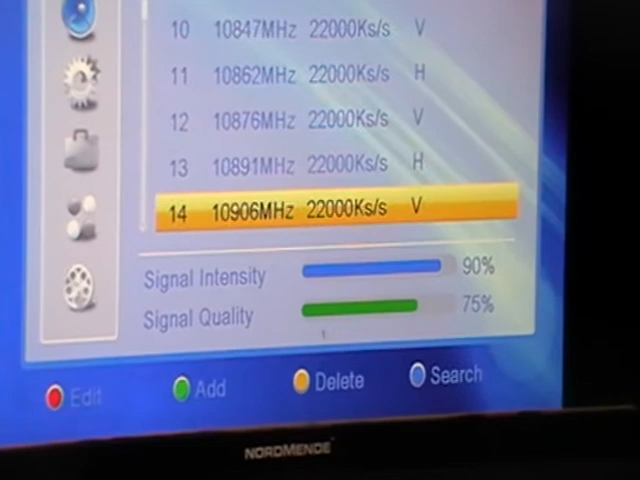 10 10847MHz 22000Ks/s V
11 10862MHz 22000Ks/s H
12 10876MHz 22000Ks/s V
13 10891MHz 22000Ks/s H
14 10906MHz 22000Ks/s V
Signal Intensity 90%
Signal Quality 75%
Edit Add Delete Search
NORDMENDE